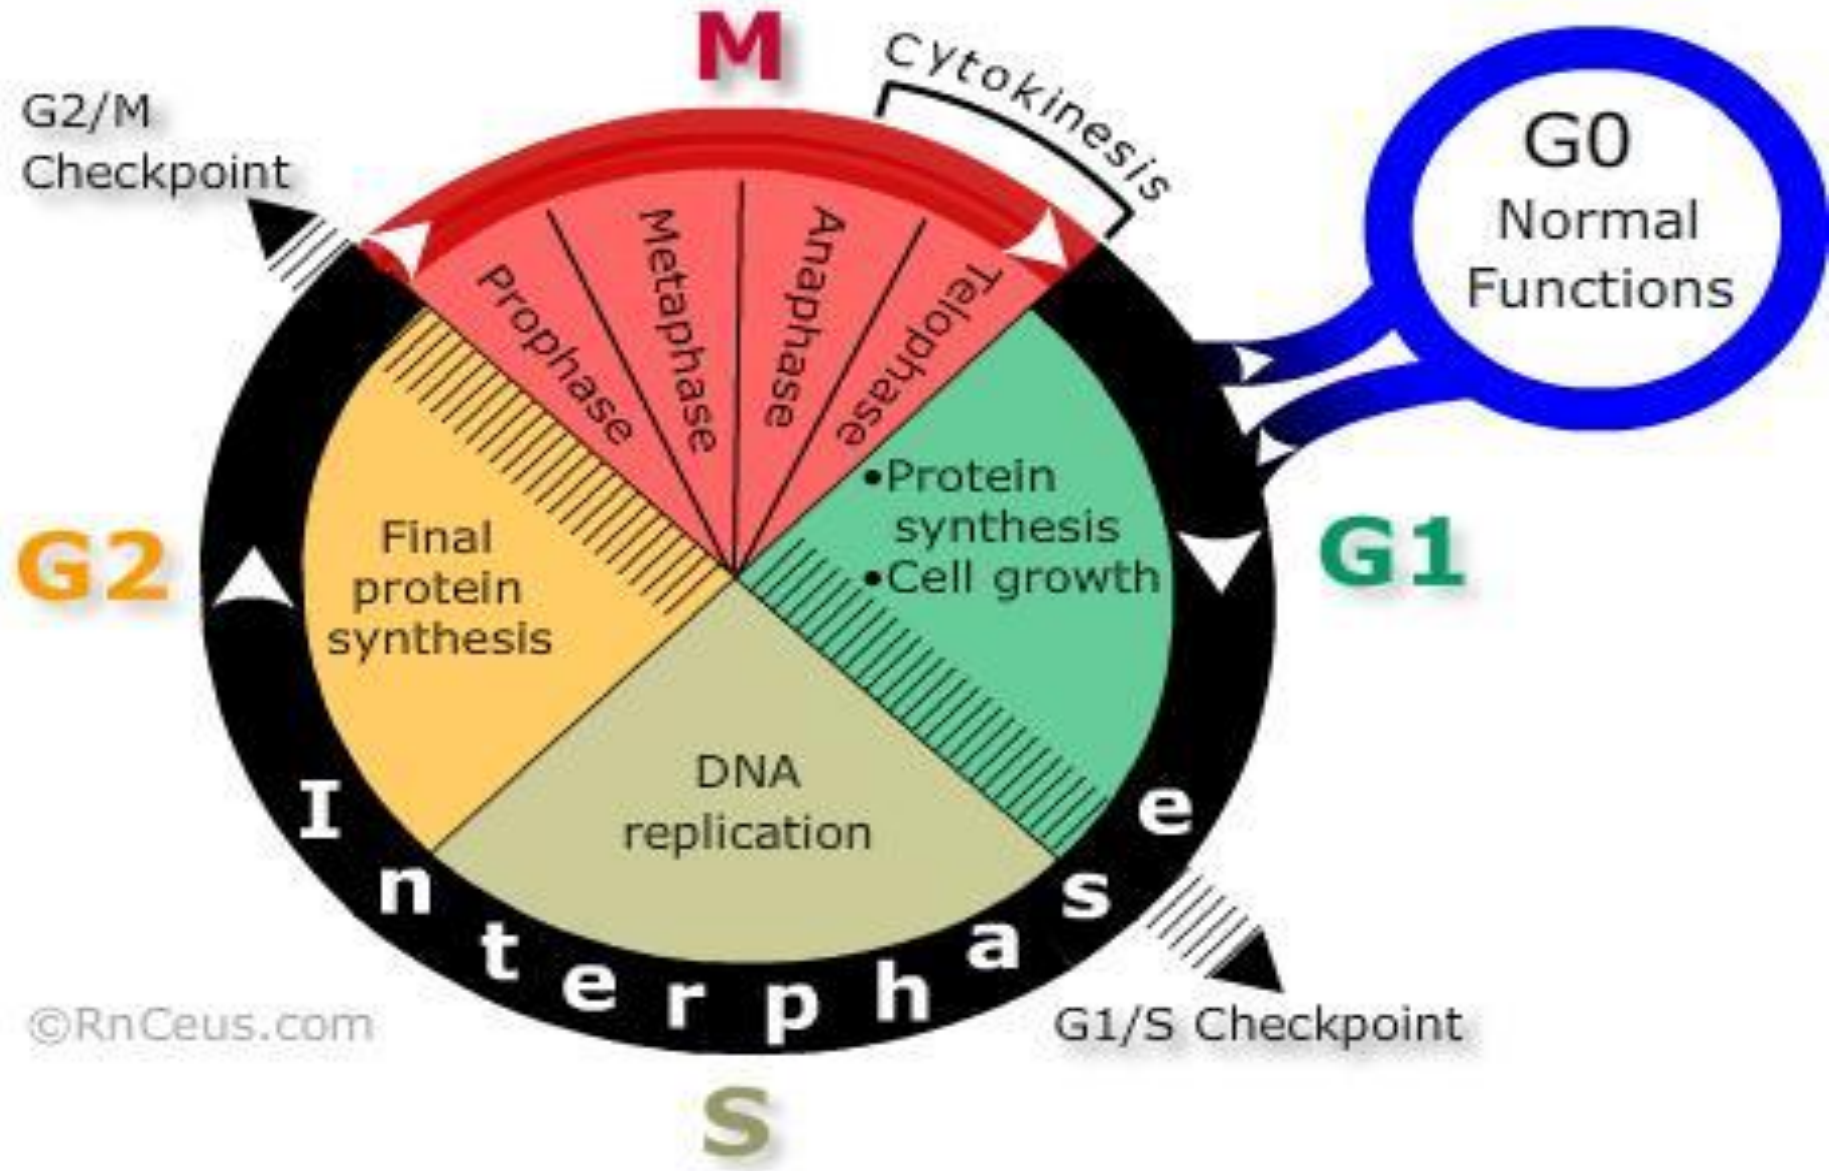 M
Cytokinesis
G2/M
Checkpoint
G0
Normal
Functions
Prophase
Metaphase
Anaphase
Telophase
•Protein
synthesis
•Cell growth
G1
G2
Final
protein
synthesis
DNA
replication
Interphase
G1/S Checkpoint
©RnCeus.com
S